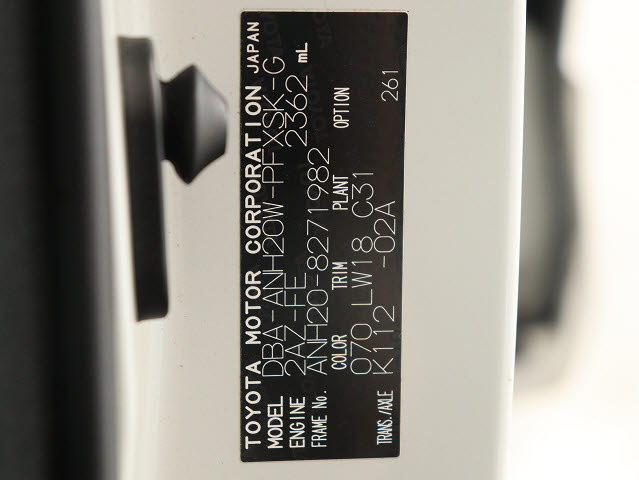 TOYOTA MOTOR CORPORATION JAPAN
MODEL DBA-ANH20W-PFXSK-G
ENGINE 2AZ-FE 2362 mL
FRAME No. ANH20-8271982
COLOR TRIM PLANT OPTION
070 LW18 C31 261
TRANS./AXLE K112 -02A